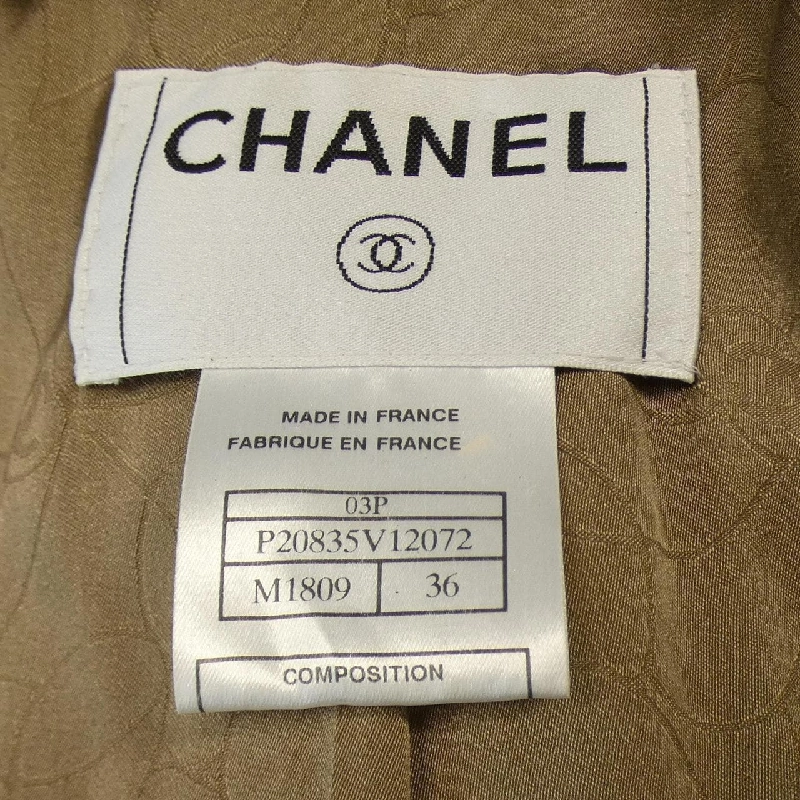 CHANEL
MADE IN FRANCE
FABRIQUE EN FRANCE
03P
P20835V12072
M1809 36
COMPOSITION